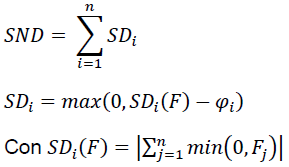 SND = ∑_{i=1}^{n} SD_i
SD_i = max(0, SD_i(F) − φ_i)
Con SD_i(F) = |∑_{j=1}^{n} min(0, F_j)|